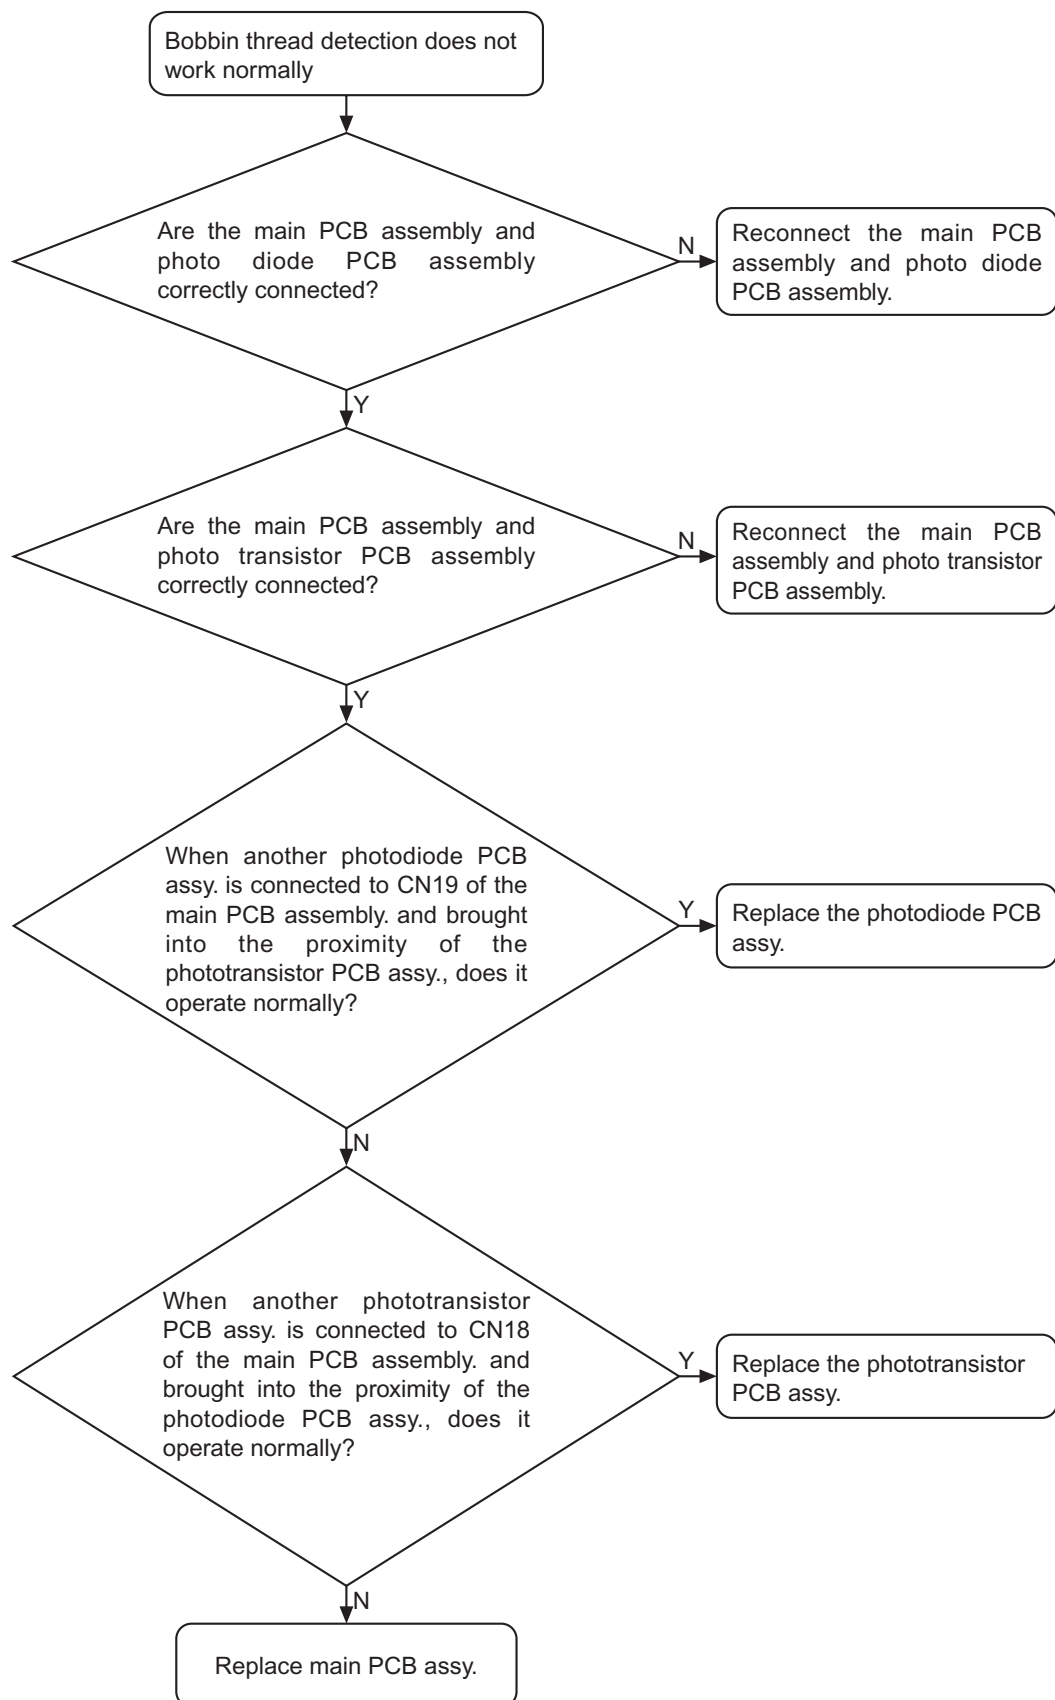 Bobbin thread detection does not
work normally
Are the main PCB assembly and
photo diode PCB assembly
correctly connected?
N
Reconnect the main PCB
assembly and photo diode
PCB assembly.
Y
Are the main PCB assembly and
photo transistor PCB assembly
correctly connected?
N
Reconnect the main PCB
assembly and photo transistor
PCB assembly.
Y
When another photodiode PCB
assy. is connected to CN19 of the
main PCB assembly. and brought
into the proximity of the
phototransistor PCB assy., does it
operate normally?
Y
Replace the photodiode PCB
assy.
N
When another phototransistor
PCB assy. is connected to CN18
of the main PCB assembly. and
brought into the proximity of the
photodiode PCB assy., does it
operate normally?
Y
Replace the phototransistor
PCB assy.
N
Replace main PCB assy.